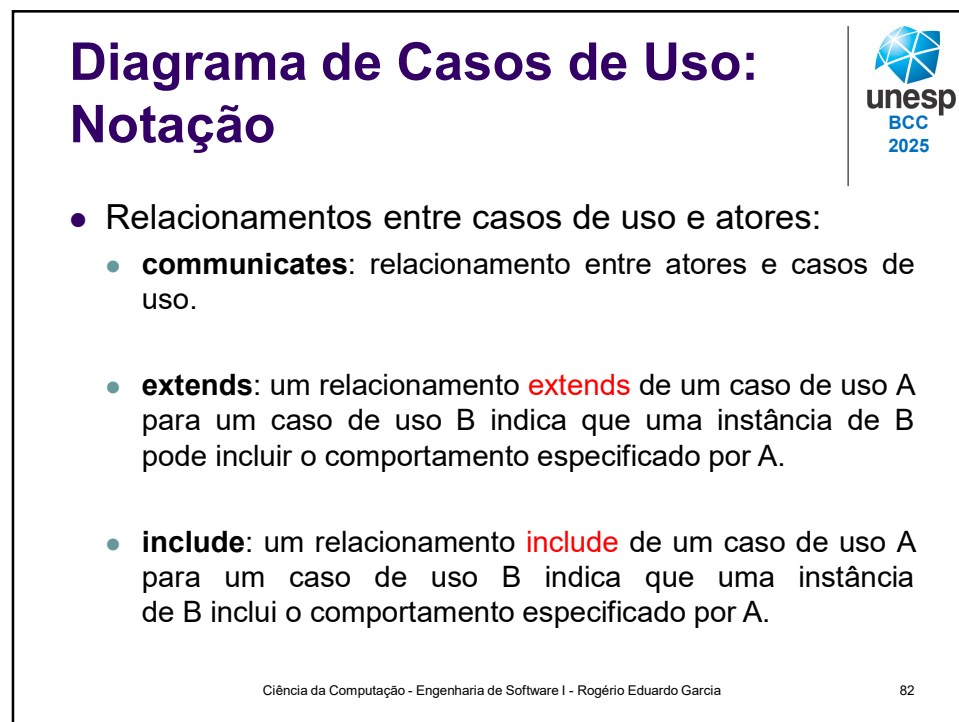 Diagrama de Casos de Uso:
Notação
unesp
BCC
2025
● Relacionamentos entre casos de uso e atores:
● communicates: relacionamento entre atores e casos de
uso.
● extends: um relacionamento extends de um caso de uso A
para um caso de uso B indica que uma instância de B
pode incluir o comportamento especificado por A.
● include: um relacionamento include de um caso de uso A
para um caso de uso B indica que uma instância
de B inclui o comportamento especificado por A.
Ciência da Computação - Engenharia de Software I - Rogério Eduardo Garcia
82